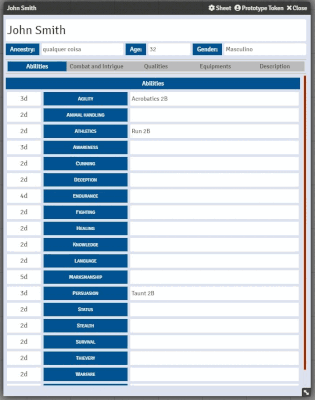 John Smith
Sheet Prototype Token Close
John Smith
Ancestry: qualquer coisa Age: 32 Gender: Masculino
Abilities Combat and Intrigue Qualities Equipments Description
Abilities
3d Agility Acrobatics 2B
2d Animal handling
2d Athletics Run 2B
3d Awareness
2d Cunning
2d Deception
4d Endurance
2d Fighting
2d Healing
2d Knowledge
2d Language
5d Marksmanship
3d Persuasion Taunt 2B
2d Status
2d Stealth
2d Survival
2d Thievery
2d Warfare